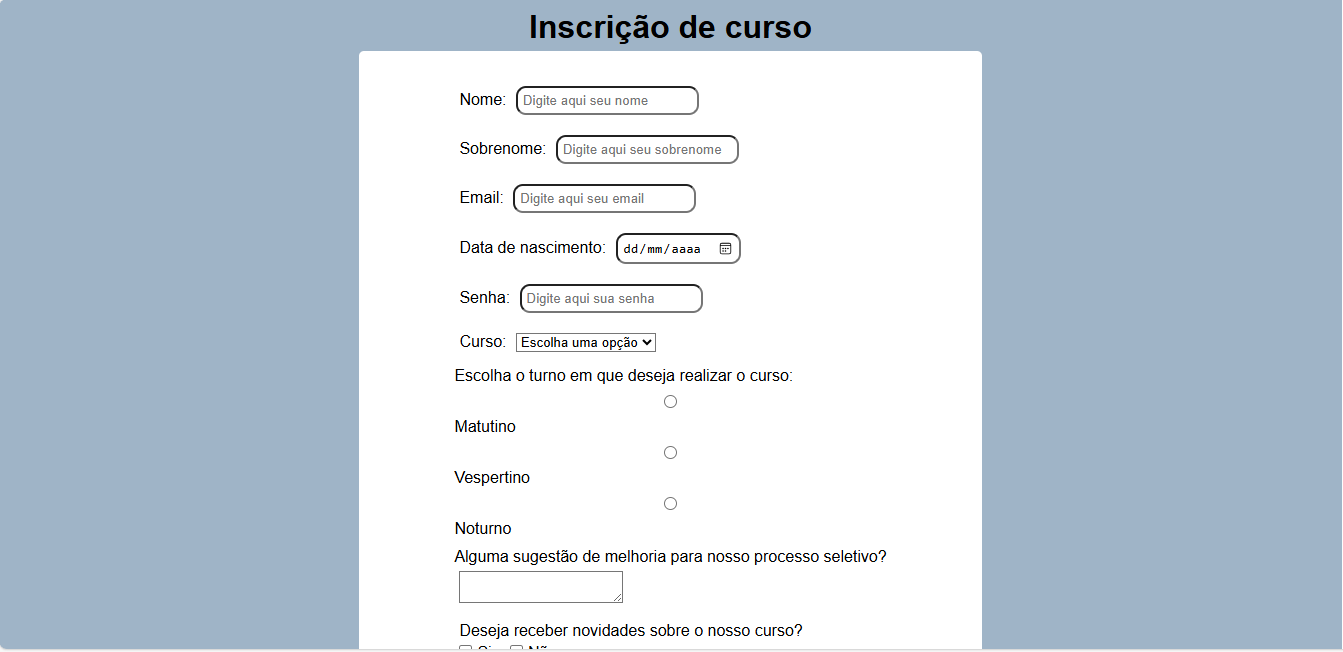 Inscrição de curso
Nome: Digite aqui seu nome
Sobrenome: Digite aqui seu sobrenome
Email: Digite aqui seu email
Data de nascimento: dd/mm/aaaa
Senha: Digite aqui sua senha
Curso: Escolha uma opção
Escolha o turno em que deseja realizar o curso:
Matutino
Vespertino
Noturno
Alguma sugestão de melhoria para nosso processo seletivo?
Deseja receber novidades sobre o nosso curso?